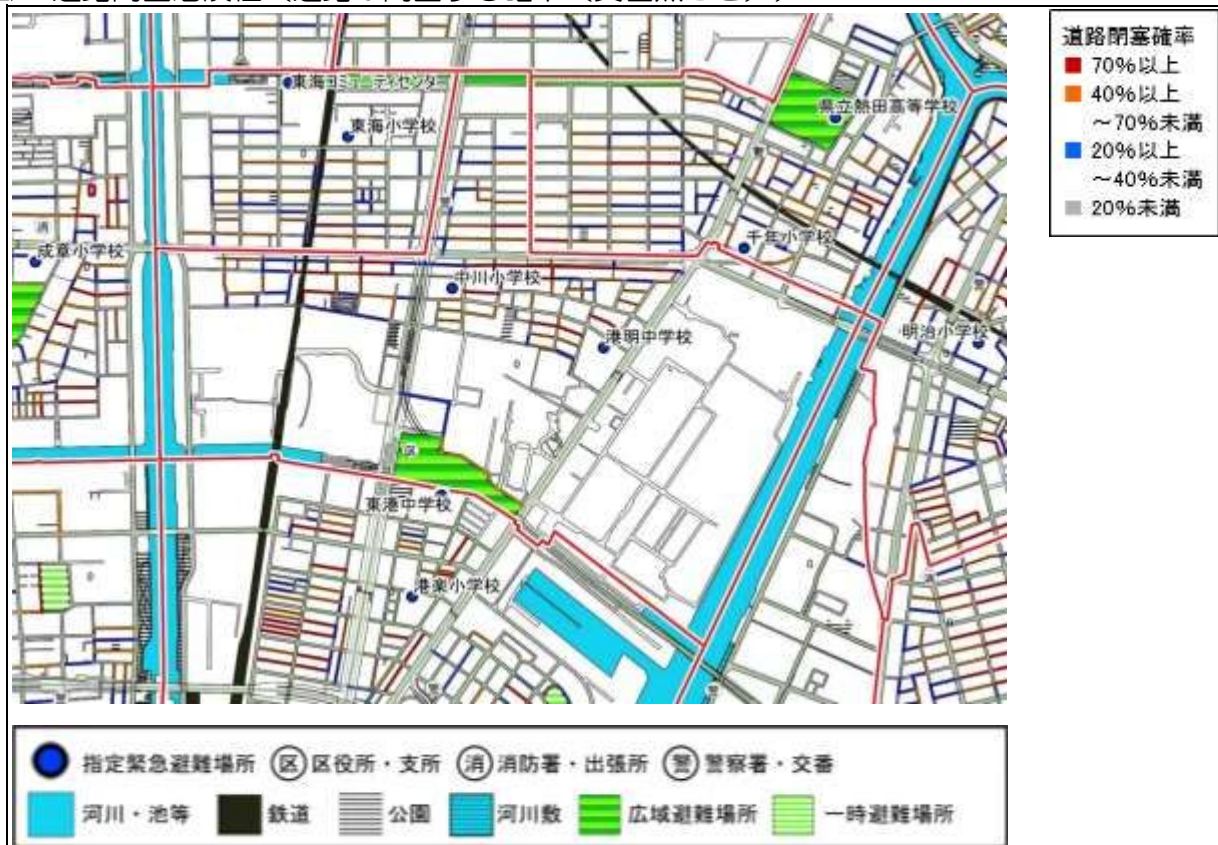 道路閉塞確率
70%以上
40%以上
～70%未満
20%以上
～40%未満
20%未満
東海コミュニティセンター
県立熱田高等学校
東海小学校
消
成章小学校
千年小学校
中川小学校
港明中学校
明治小学校
区
東港中学校
港楽小学校
指定緊急避難場所 区 区役所・支所 消 消防署・出張所 警 警察署・交番
河川・池等 鉄道 公園 河川敷 広域避難場所 一時避難場所